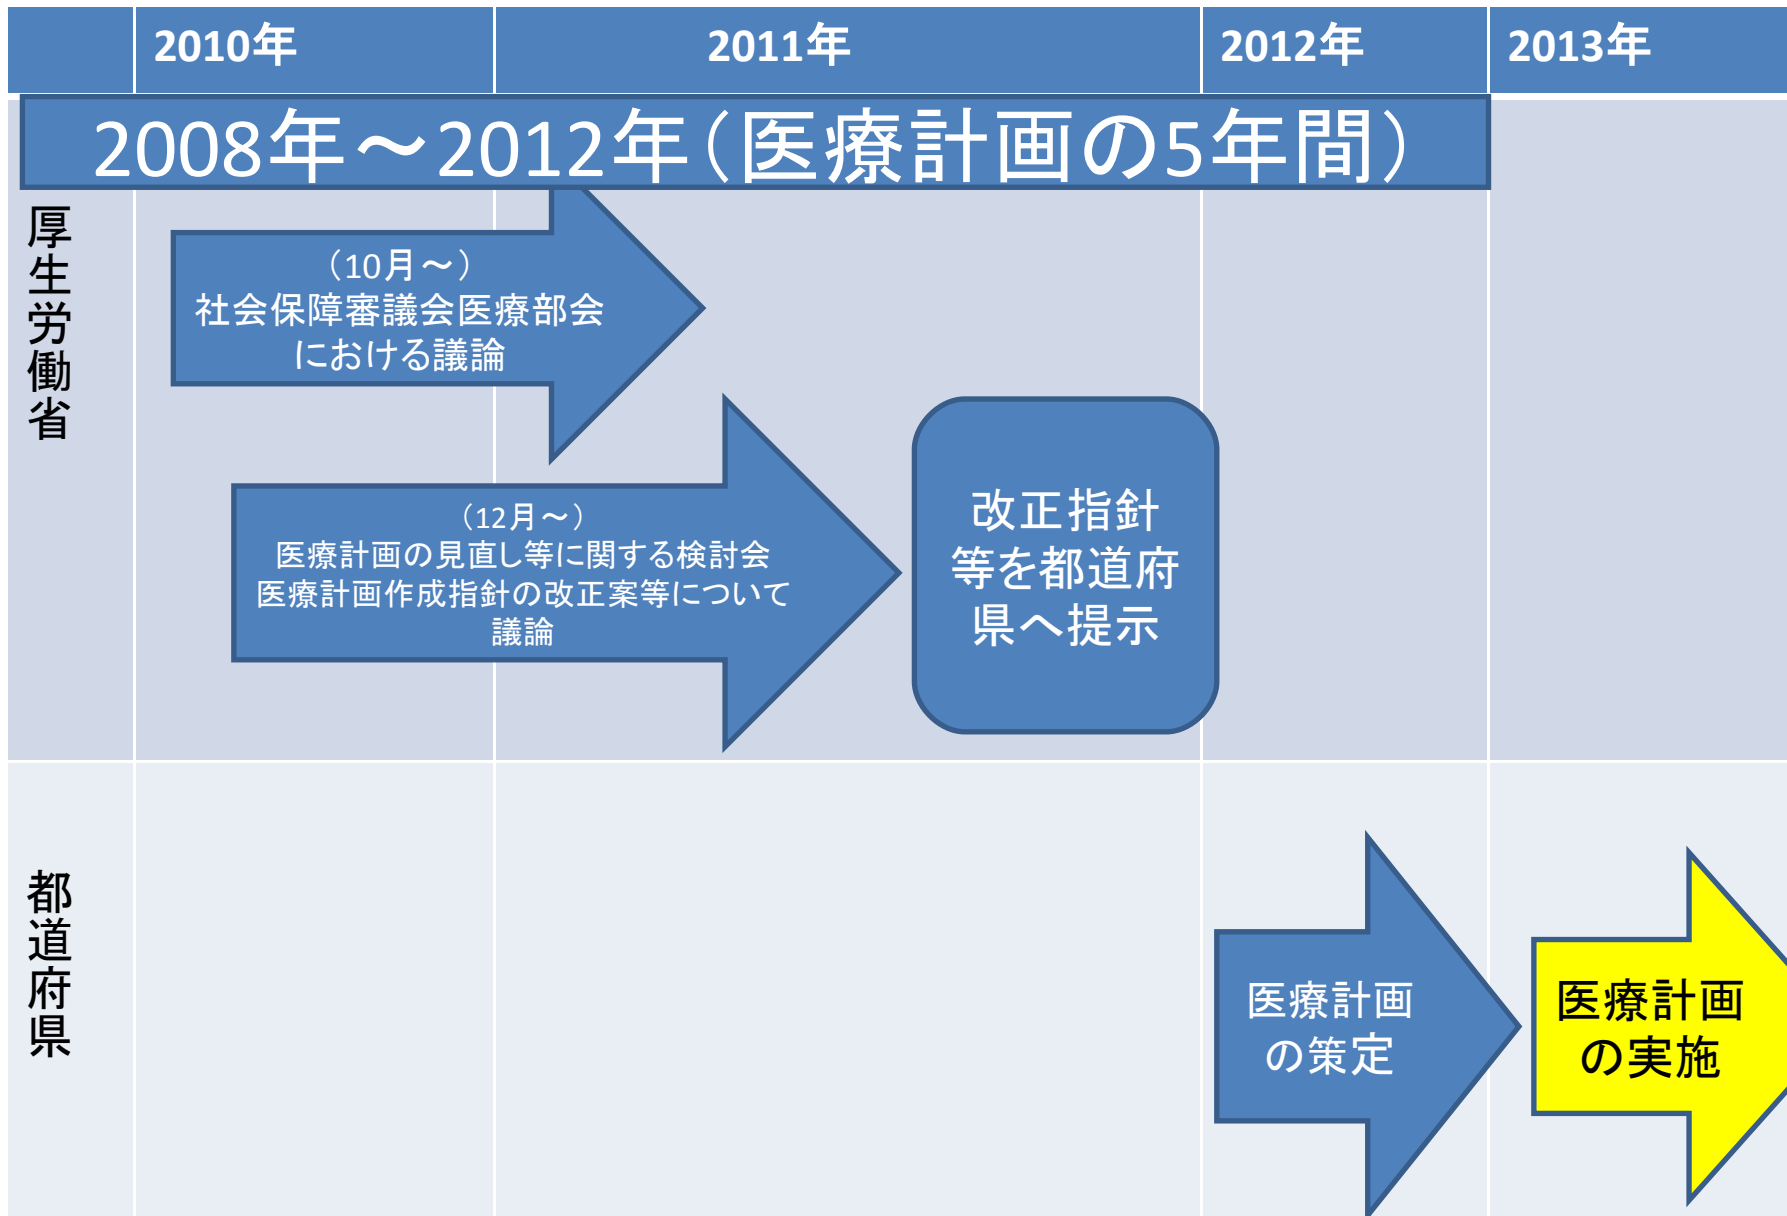 2010年
2011年
2012年
2013年
2008年～2012年（医療計画の5年間）
厚生労働省
（10月～）
社会保障審議会医療部会
における議論
（12月～）
医療計画の見直し等に関する検討会
医療計画作成指針の改正案等について
議論
改正指針
等を都道府
県へ提示
都道府県
医療計画
の策定
医療計画
の実施